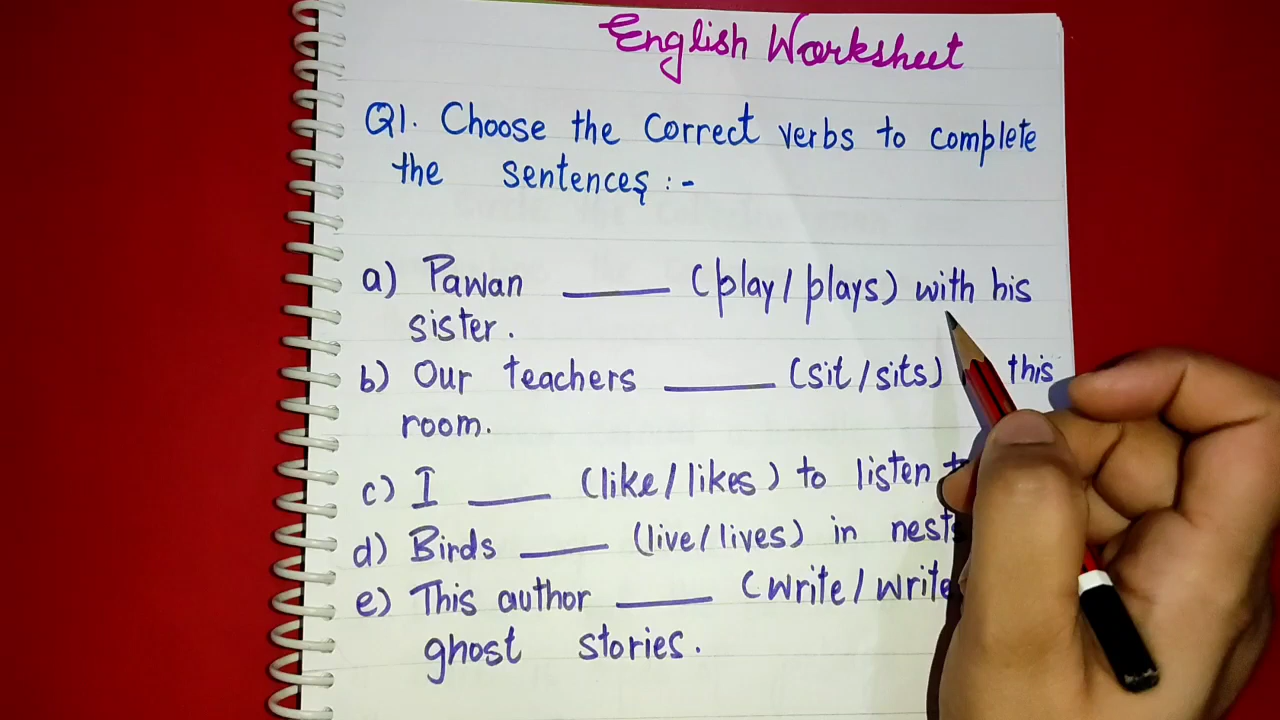 English Worksheet
Q1. Choose the Correct verbs to complete
the sentences :-
a) Pawan _____ (play/plays) with his
sister.
b) Our teachers _____ (sit/sits) this
room.
c) I _____ (like/likes) to listen
d) Birds _____ (live/lives) in nests
e) This author _____ (write/write
ghost stories.